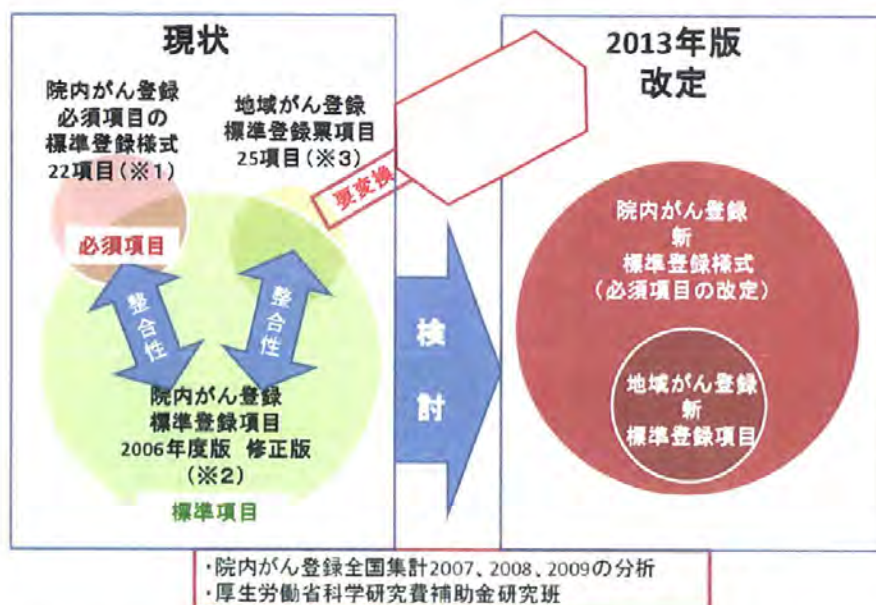 現状
院内がん登録
必須項目の
標準登録様式
22項目(※1)
地域がん登録
標準登録票項目
25項目(※3)
要変換
必須項目
整合性
整合性
院内がん登録
標準登録項目
2006年度版 修正版
(※2)
標準項目
検
討
2013年版
改定
院内がん登録
新
標準登録様式
(必須項目の改定)
地域がん登録
新
標準登録項目
・院内がん登録全国集計2007、2008、2009の分析
・厚生労働省科学研究費補助金研究班